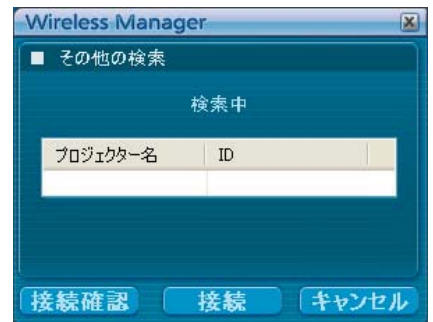 Wireless Manager
その他の検索
検索中
プロジェクター名 ID
接続確認 接続 キャンセル